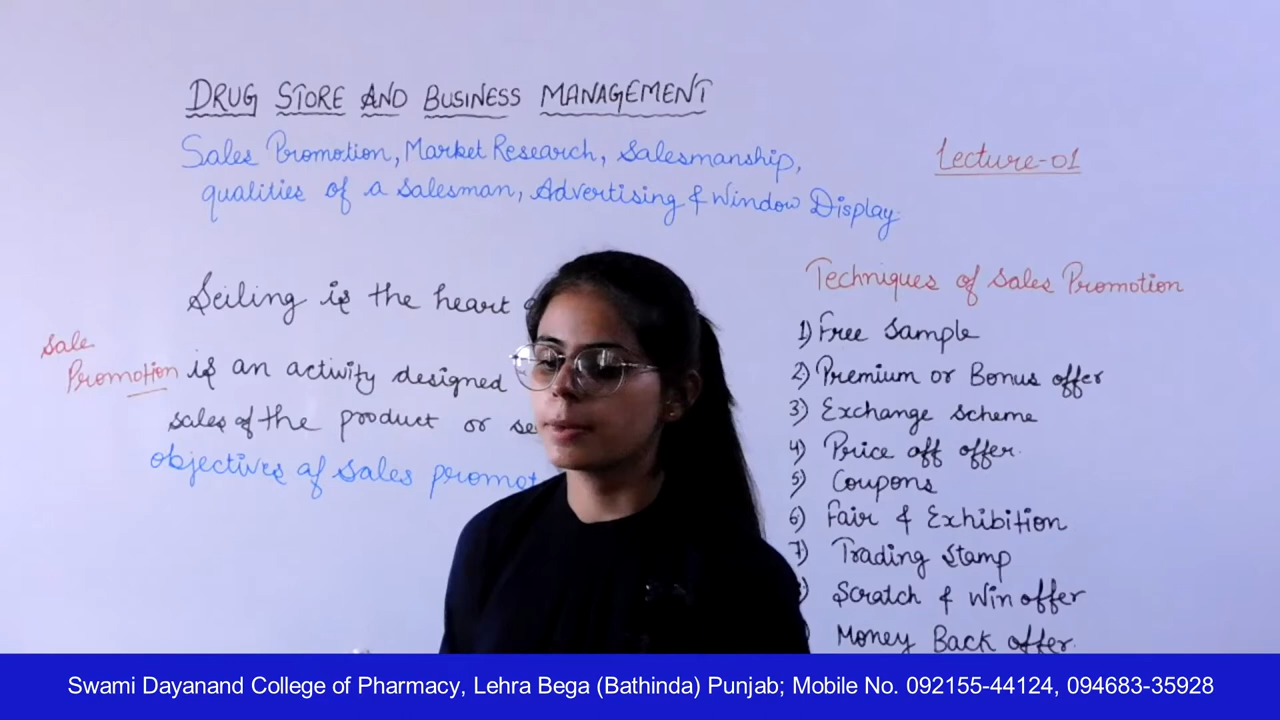 DRUG STORE AND BUSINESS MANAGEMENT
Sales Promotion, Market Research, Salesmanship,
qualities of a Salesman, Advertising & Window Display
Lecture-01
Seiling is the heart
Sale
Promotion is an activity designed
sales of the product or se
objectives of sales promot
Techniques of Sales Promotion
1) Free Sample
2) Premium or Bonus offer
3) Exchange Scheme
4) Price off offer.
5) Coupons
6) Fair & Exhibition
7) Trading Stamp
Scratch & Win offer
Money Back offer.
Swami Dayanand College of Pharmacy, Lehra Bega (Bathinda) Punjab; Mobile No. 092155-44124, 094683-35928